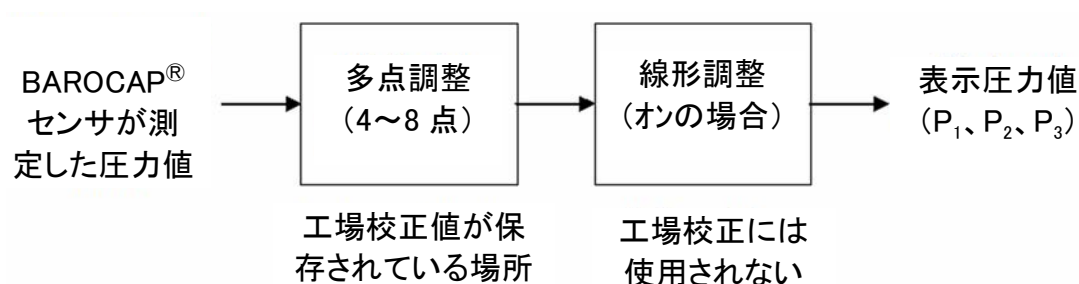 BAROCAP®
センサが測
定した圧力値
多点調整
（4～8 点）
工場校正値が保
存されている場所
線形調整
（オンの場合）
工場校正には
使用されない
表示圧力値
（P₁、P₂、P₃）